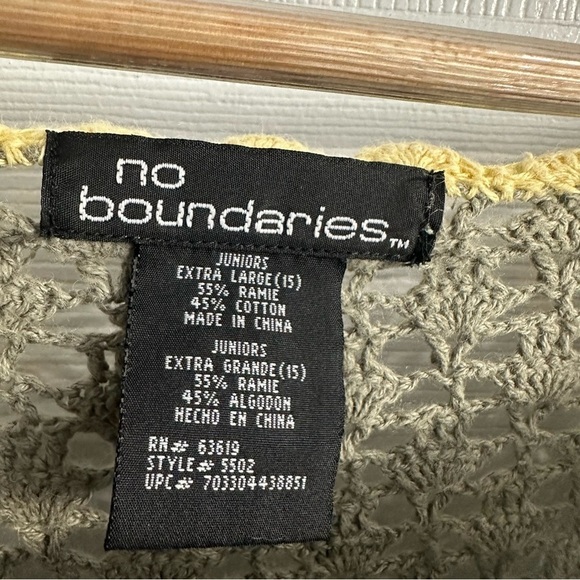 no
boundaries™
JUNIORS
EXTRA LARGE(15)
55% RAMIE
45% COTTON
MADE IN CHINA
JUNIORS
EXTRA GRANDE(15)
55% RAMIE
45% ALGODON
HECHO EN CHINA
RN# 63619
STYLE# 5502
UPC# 703304438851